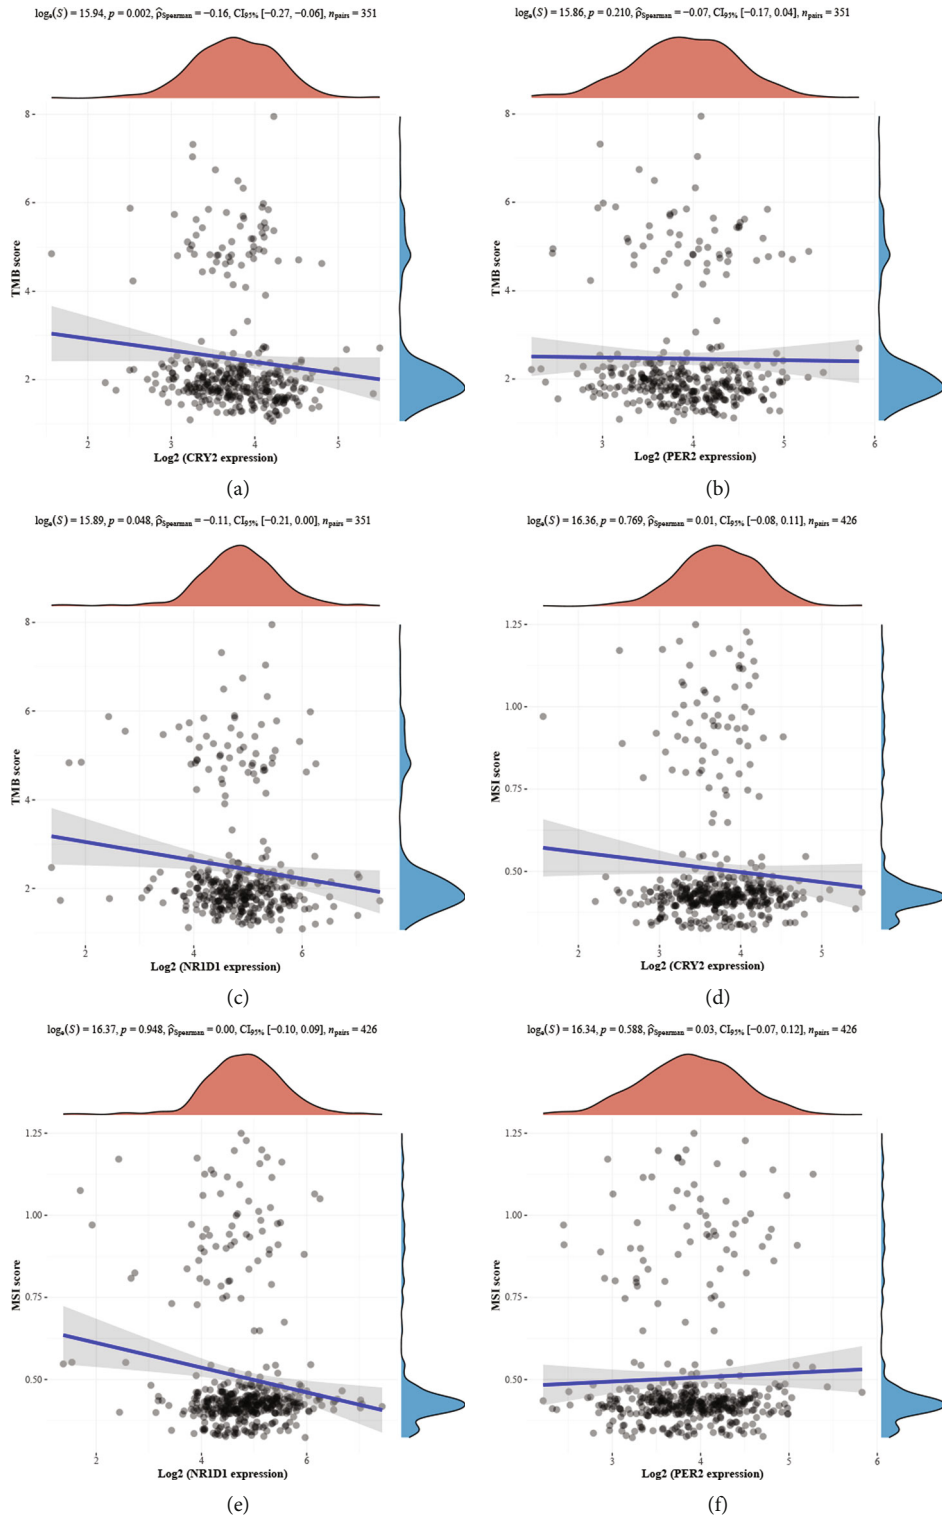 logₑ(S) = 15.94, p = 0.002, ρ̂Spearman = −0.16, CI95% [−0.27, −0.06], npairs = 351
8
6
4
2
TMB score
2 3 4 5
Log2 (CRY2 expression)
(a)
logₑ(S) = 15.86, p = 0.210, ρ̂Spearman = −0.07, CI95% [−0.17, 0.04], npairs = 351
8
6
4
2
TMB score
3 4 5 6
Log2 (PER2 expression)
(b)
logₑ(S) = 15.89, p = 0.048, ρ̂Spearman = −0.11, CI95% [−0.21, 0.00], npairs = 351
8
6
4
2
TMB score
2 4 6
Log2 (NR1D1 expression)
(c)
logₑ(S) = 16.36, p = 0.769, ρ̂Spearman = 0.01, CI95% [−0.08, 0.11], npairs = 426
1.25
1.00
0.75
0.50
MSI score
2 3 4 5
Log2 (CRY2 expression)
(d)
logₑ(S) = 16.37, p = 0.948, ρ̂Spearman = 0.00, CI95% [−0.10, 0.09], npairs = 426
1.25
1.00
0.75
0.50
MSI score
2 4 6
Log2 (NR1D1 expression)
(e)
logₑ(S) = 16.34, p = 0.588, ρ̂Spearman = 0.03, CI95% [−0.07, 0.12], npairs = 426
1.25
1.00
0.75
0.50
MSI score
3 4 5 6
Log2 (PER2 expression)
(f)